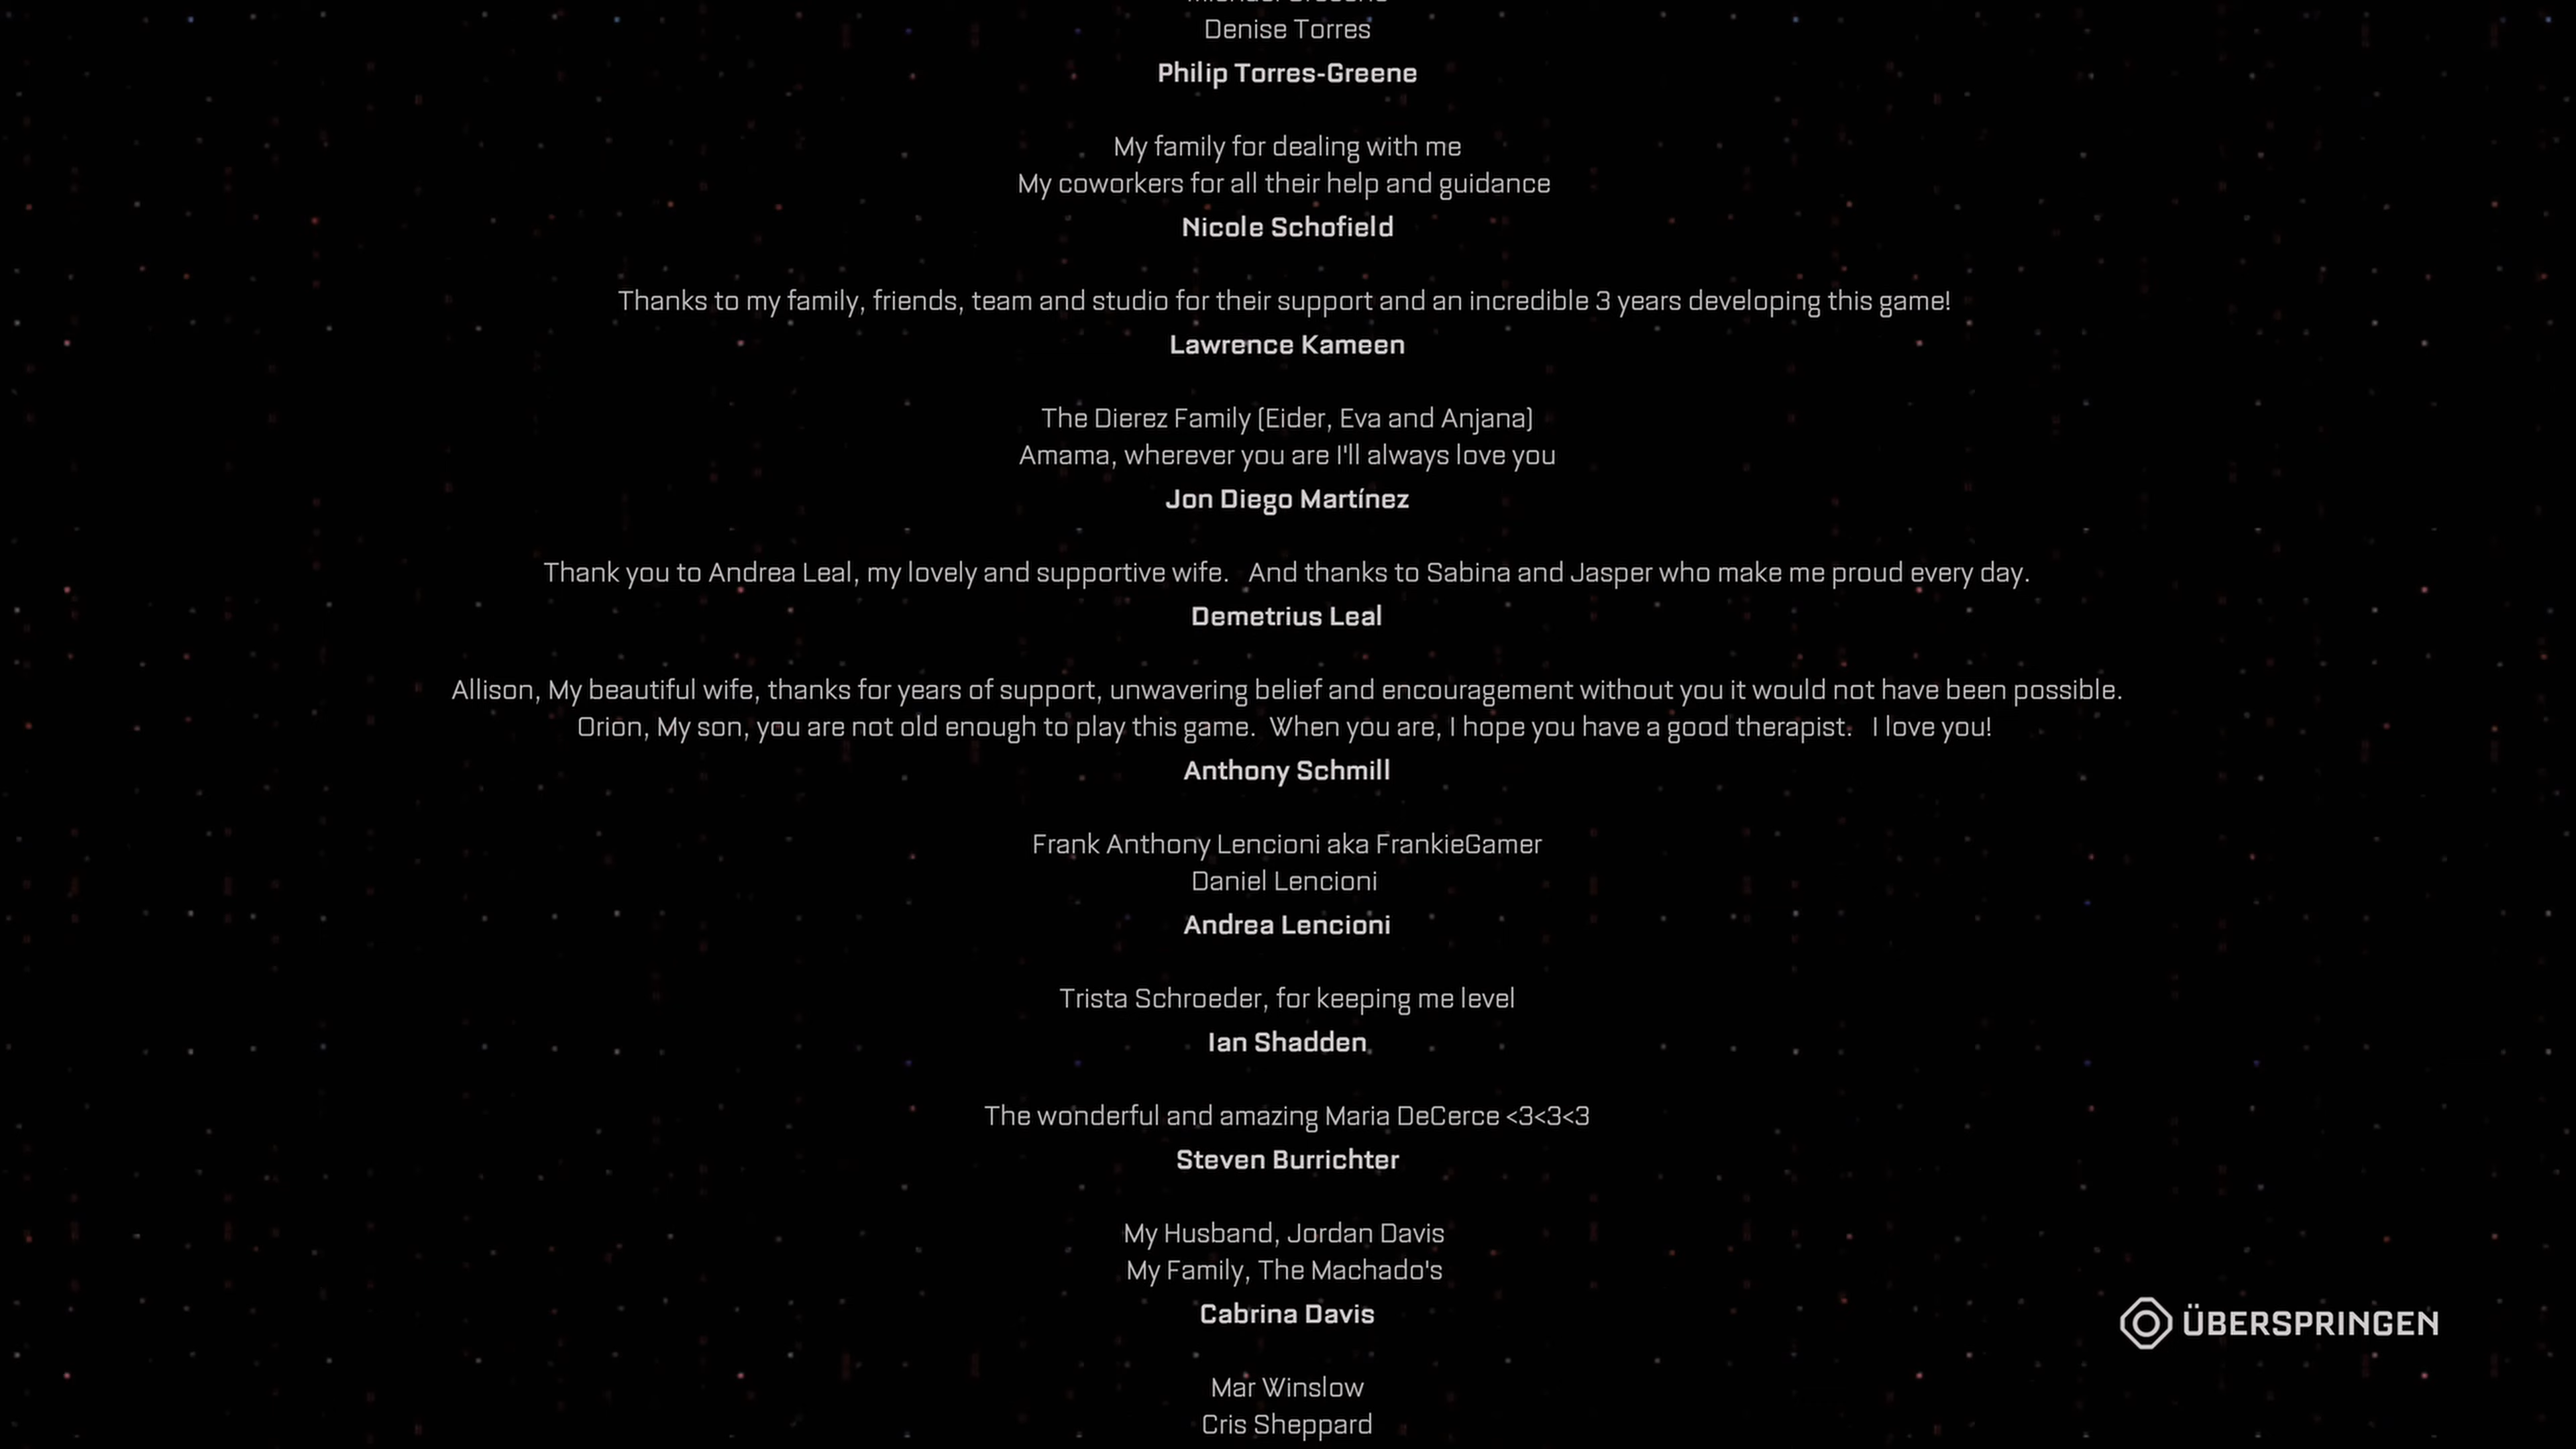 Denise Torres
Philip Torres-Greene
My family for dealing with me
My coworkers for all their help and guidance
Nicole Schofield
Thanks to my family, friends, team and studio for their support and an incredible 3 years developing this game!
Lawrence Kameen
The Dierez Family (Eider, Eva and Anjana)
Amama, wherever you are I'll always love you
Jon Diego Martínez
Thank you to Andrea Leal, my lovely and supportive wife.   And thanks to Sabina and Jasper who make me proud every day.
Demetrius Leal
Allison, My beautiful wife, thanks for years of support, unwavering belief and encouragement without you it would not have been possible.
Orion, My son, you are not old enough to play this game.  When you are, I hope you have a good therapist.   I love you!
Anthony Schmill
Frank Anthony Lencioni aka FrankieGamer
Daniel Lencioni
Andrea Lencioni
Trista Schroeder, for keeping me level
Ian Shadden
The wonderful and amazing Maria DeCerce <3<3<3
Steven Burrichter
My Husband, Jordan Davis
My Family, The Machado's
Cabrina Davis
ÜBERSPRINGEN
Mar Winslow
Cris Sheppard